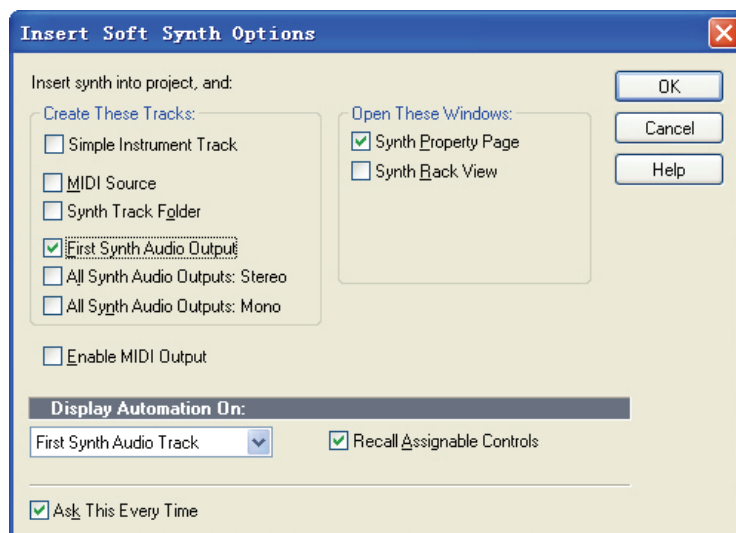 Insert Soft Synth Options
Insert synth into project, and:
Create These Tracks:
Simple Instrument Track
MIDI Source
Synth Track Folder
First Synth Audio Output
All Synth Audio Outputs: Stereo
All Synth Audio Outputs: Mono
Enable MIDI Output
Open These Windows:
Synth Property Page
Synth Rack View
OK
Cancel
Help
Display Automation On:
First Synth Audio Track
Recall Assignable Controls
Ask This Every Time